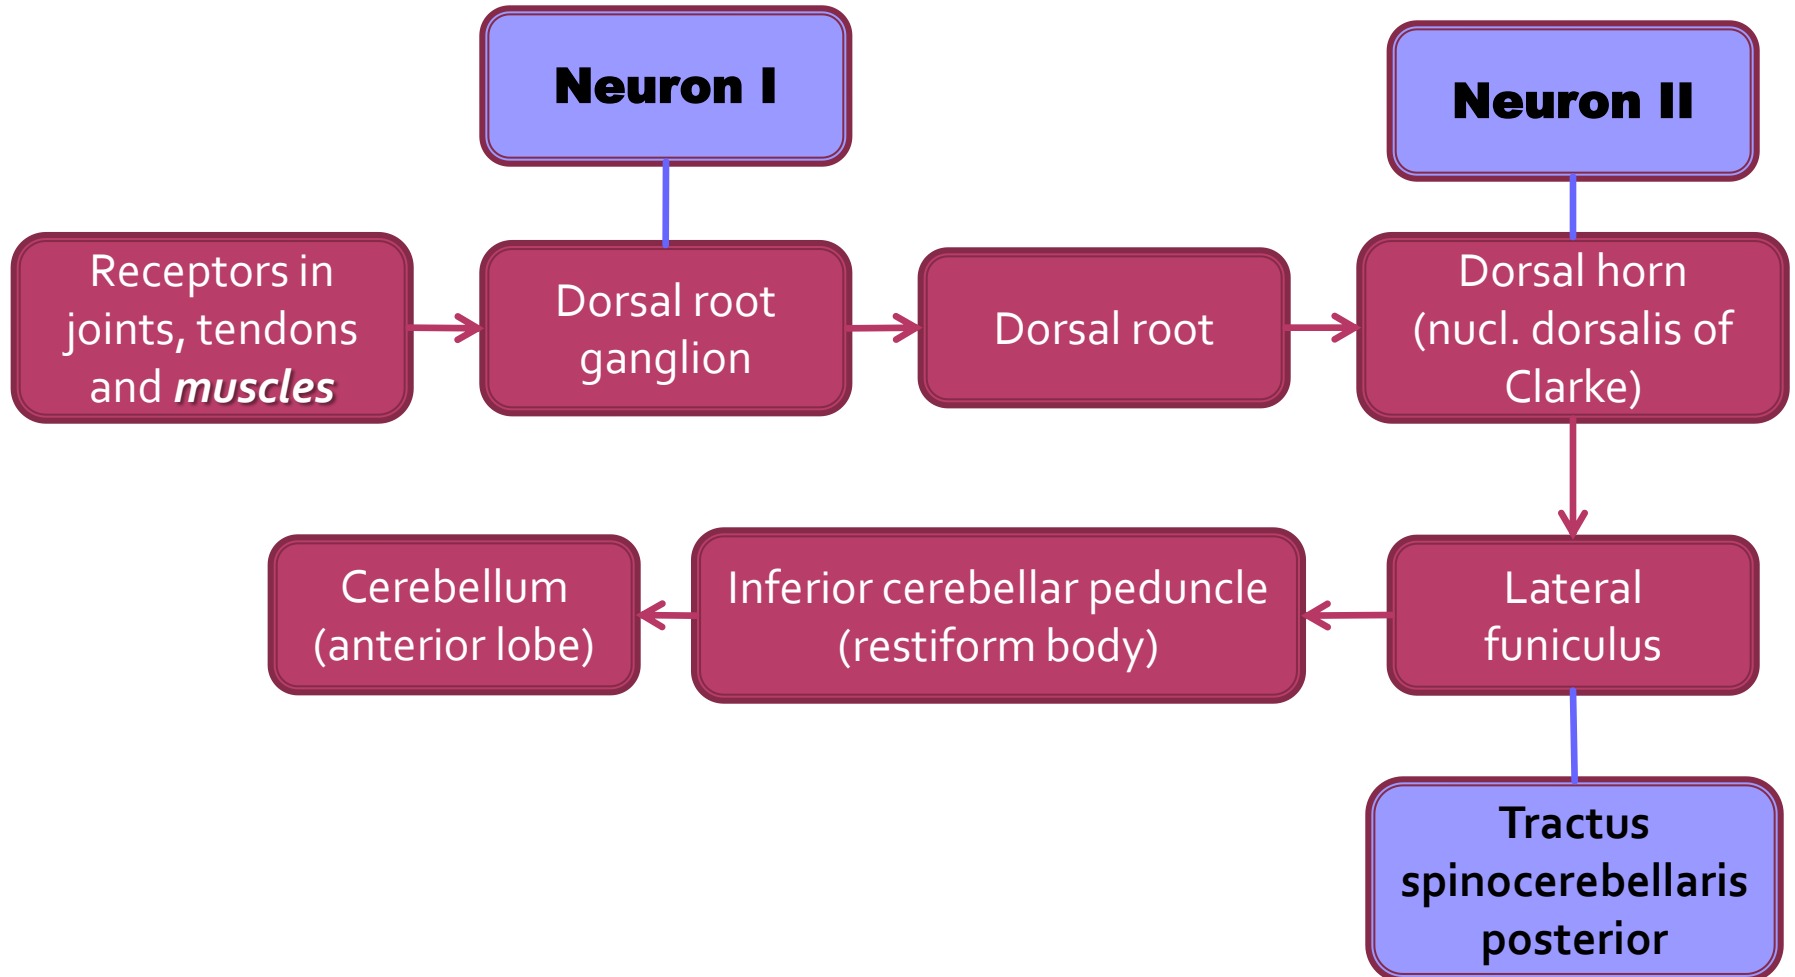 Neuron I
Neuron II
Receptors in
joints, tendons
and muscles
Dorsal root
ganglion
Dorsal root
Dorsal horn
(nucl. dorsalis of
Clarke)
Cerebellum
(anterior lobe)
Inferior cerebellar peduncle
(restiform body)
Lateral
funiculus
Tractus
spinocerebellaris
posterior